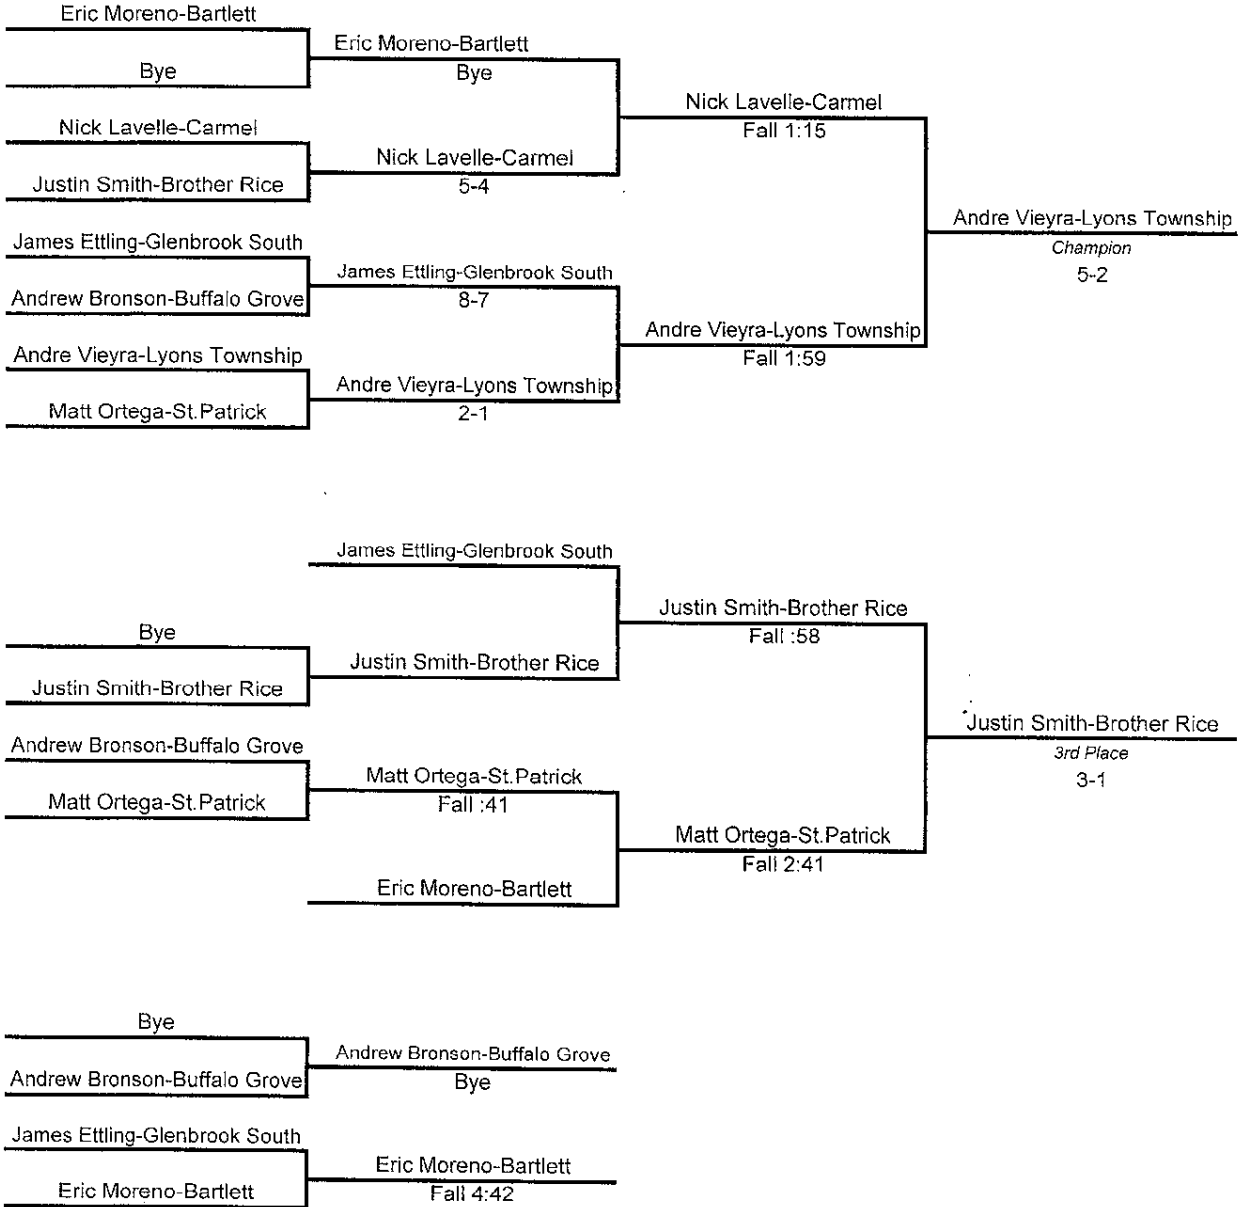 Eric Moreno-Bartlett
Bye
Eric Moreno-Bartlett
Bye
Nick Lavelle-Carmel
Justin Smith-Brother Rice
Nick Lavelle-Carmel
5-4
Nick Lavelle-Carmel
Fall 1:15
James Ettling-Glenbrook South
Andrew Bronson-Buffalo Grove
James Ettling-Glenbrook South
8-7
Andre Vieyra-Lyons Township
Matt Ortega-St.Patrick
Andre Vieyra-Lyons Township
2-1
Andre Vieyra-Lyons Township
Fall 1:59
Andre Vieyra-Lyons Township
Champion
5-2
James Ettling-Glenbrook South
Bye
Justin Smith-Brother Rice
Justin Smith-Brother Rice
Justin Smith-Brother Rice
Fall :58
Andrew Bronson-Buffalo Grove
Matt Ortega-St.Patrick
Matt Ortega-St.Patrick
Fall :41
Eric Moreno-Bartlett
Matt Ortega-St.Patrick
Fall 2:41
Justin Smith-Brother Rice
3rd Place
3-1
Bye
Andrew Bronson-Buffalo Grove
Andrew Bronson-Buffalo Grove
Bye
James Ettling-Glenbrook South
Eric Moreno-Bartlett
Eric Moreno-Bartlett
Fall 4:42